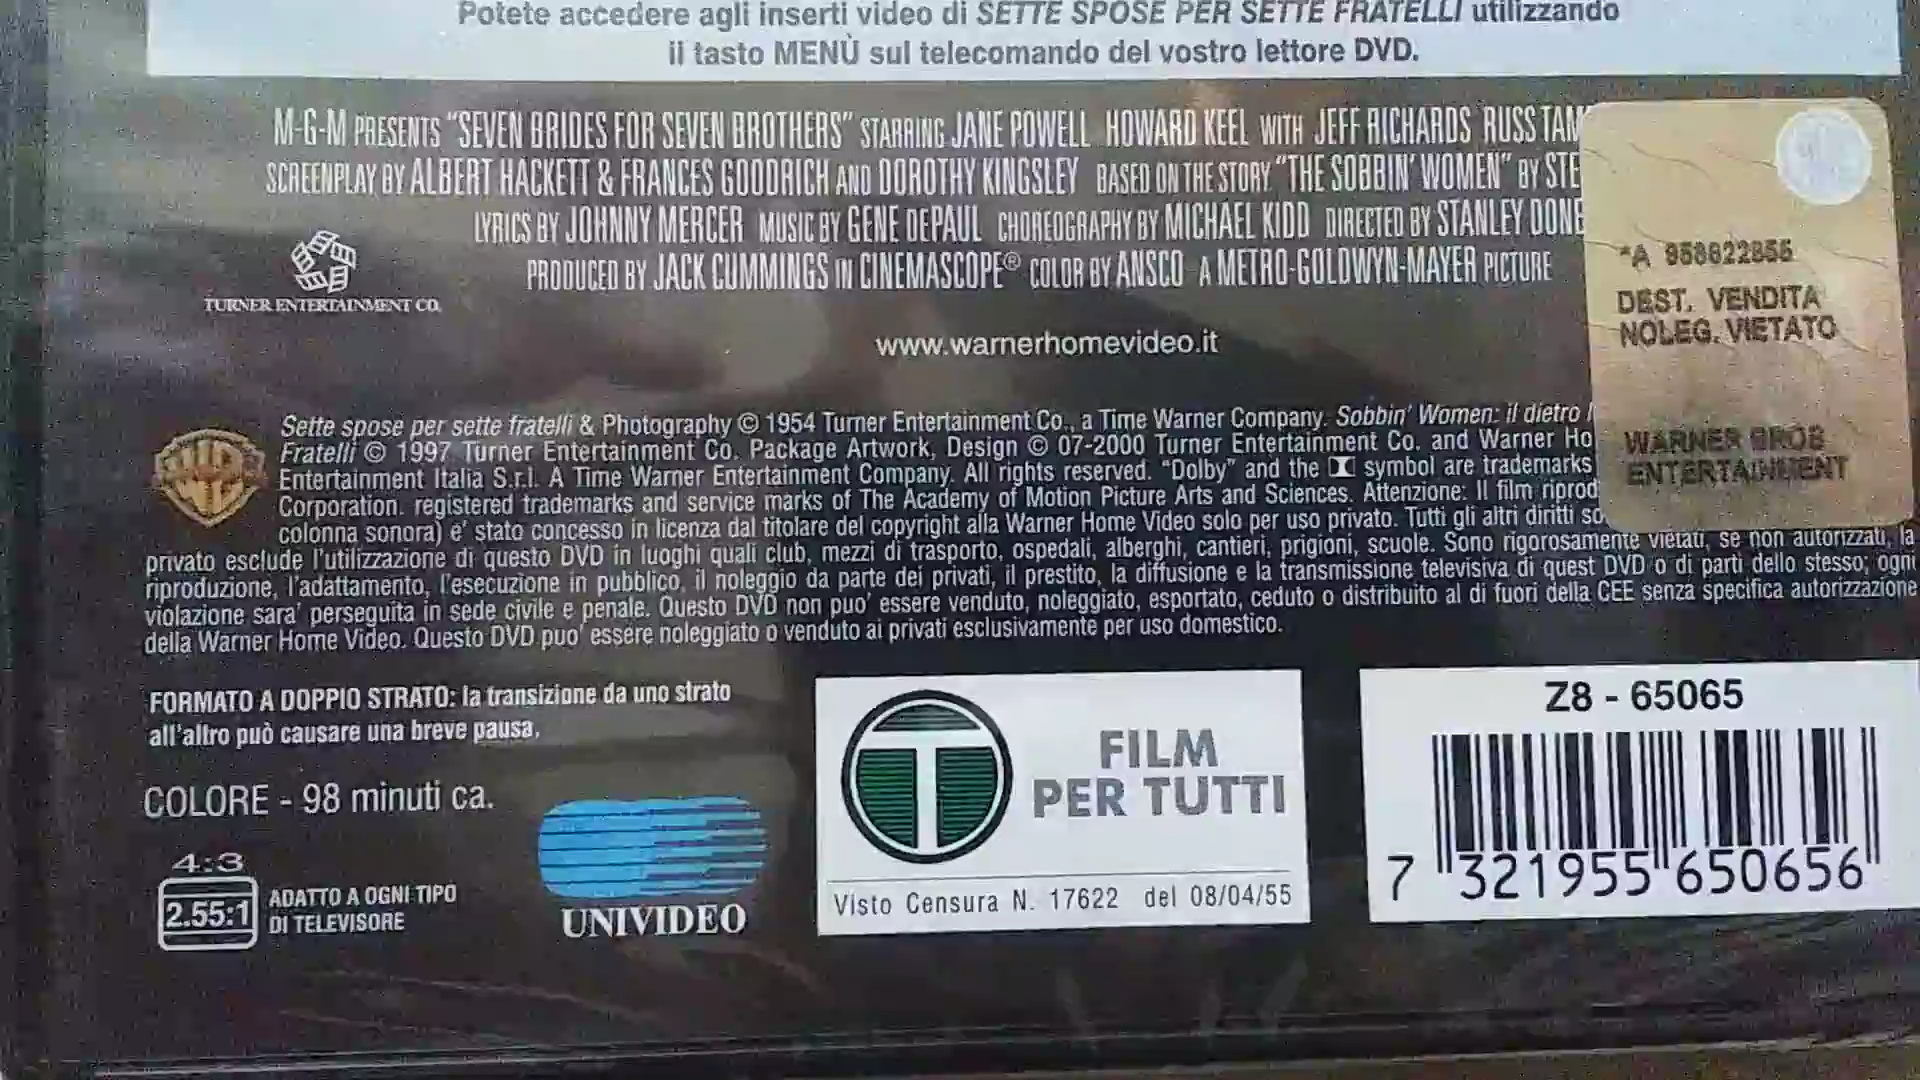 Potete accedere agli inserti video di SETTE SPOSE PER SETTE FRATELLI utilizzando
il tasto MENÙ sul telecomando del vostro lettore DVD.
M-G-M PRESENTS "SEVEN BRIDES FOR SEVEN BROTHERS" STARRING JANE POWELL HOWARD KEEL WITH JEFF RICHARDS RUSS TAM
SCREENPLAY BY ALBERT HACKETT & FRANCES GOODRICH AND DOROTHY KINGSLEY BASED ON THE STORY "THE SOBBIN' WOMEN" BY STE
LYRICS BY JOHNNY MERCER MUSIC BY GENE DePAUL CHOREOGRAPHY BY MICHAEL KIDD DIRECTED BY STANLEY DONE
PRODUCED BY JACK CUMMINGS IN CINEMASCOPE® COLOR BY ANSCO A METRO-GOLDWYN-MAYER PICTURE
TURNER ENTERTAINMENT CO.
www.warnerhomevideo.it
*A 958822855
DEST. VENDITA
NOLEG. VIETATO
WARNER BROS
ENTERTAINMENT
Sette spose per sette fratelli & Photography © 1954 Turner Entertainment Co., a Time Warner Company. Sobbin' Women: il dietro
Fratelli © 1997 Turner Entertainment Co. Package Artwork, Design © 07-2000 Turner Entertainment Co. and Warner Ho
Entertainment Italia S.r.l. A Time Warner Entertainment Company. All rights reserved. "Dolby" and the symbol are trademarks
Corporation. registered trademarks and service marks of The Academy of Motion Picture Arts and Sciences. Attenzione: Il film riprod
colonna sonora) e' stato concesso in licenza dal titolare del copyright alla Warner Home Video solo per uso privato. Tutti gli altri diritti so
privato esclude l'utilizzazione di questo DVD in luoghi quali club, mezzi di trasporto, ospedali, alberghi, cantieri, prigioni, scuole. Sono rigorosamente vietati, se non autorizzati, la
riproduzione, l'adattamento, l'esecuzione in pubblico, il noleggio da parte dei privati, il prestito, la diffusione e la transmissione televisiva di quest DVD o di parti dello stesso; ogni
violazione sara' perseguita in sede civile e penale. Questo DVD non puo' essere venduto, noleggiato, esportato, ceduto o distribuito al di fuori della CEE senza specifica autorizzazione
della Warner Home Video. Questo DVD puo' essere noleggiato o venduto ai privati esclusivamente per uso domestico.
FORMATO A DOPPIO STRATO: la transizione da uno strato
all'altro può causare una breve pausa.
COLORE - 98 minuti ca.
4:3
2.55:1
ADATTO A OGNI TIPO
DI TELEVISORE
UNIVIDEO
T
FILM
PER TUTTI
Visto Censura N. 17622 del 08/04/55
Z8 - 65065
7 321955 650656